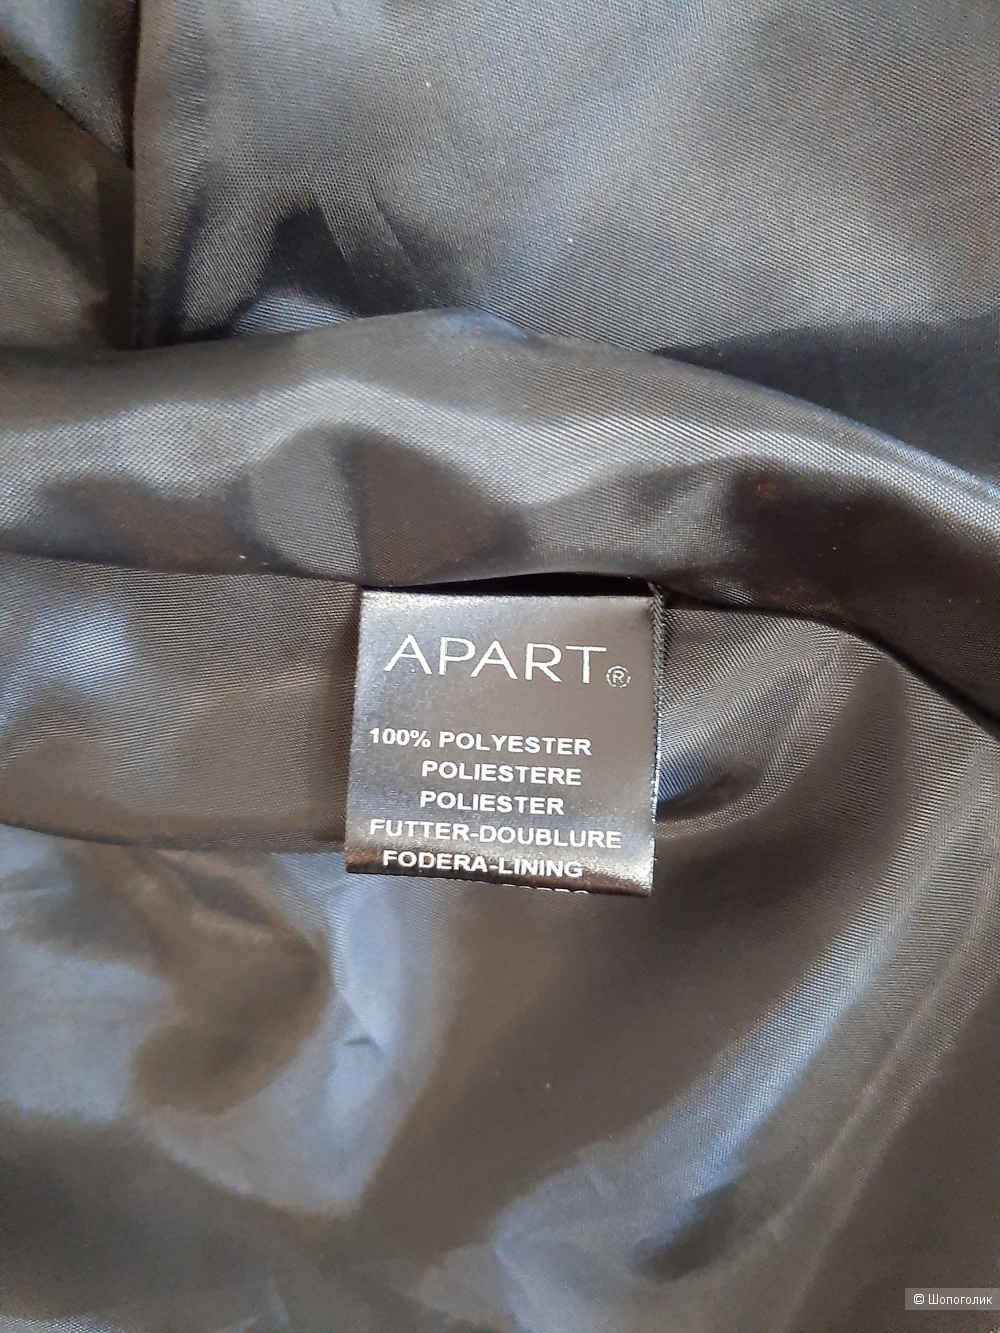 APART®
100% POLYESTER
POLIESTERE
POLIESTER
FUTTER-DOUBLURE
FODERA-LINING
© Шопоголик